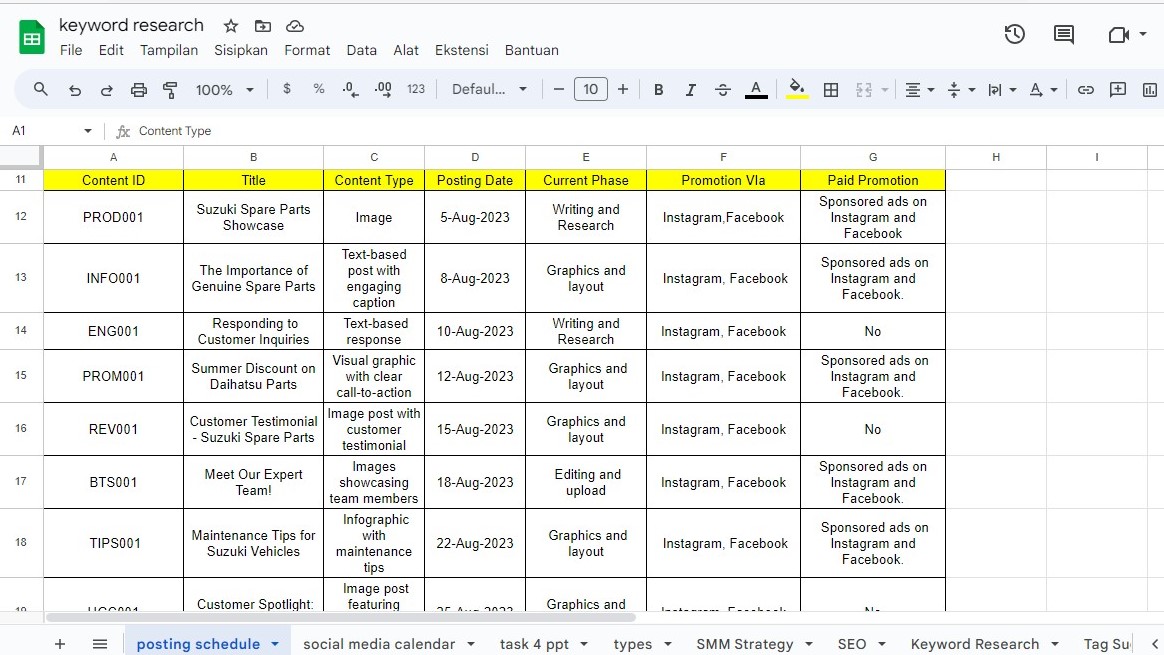 keyword research
File Edit Tampilan Sisipkan Format Data Alat Ekstensi Bantuan
100% $ % .0 .00 123 Defaul... − 10 + B I S A
A1 fx Content Type
A B C D E F G H I
11 Content ID Title Content Type Posting Date Current Phase Promotion VIa Paid Promotion
12 PROD001 Suzuki Spare Parts Showcase Image 5-Aug-2023 Writing and Research Instagram,Facebook Sponsored ads on Instagram and Facebook
13 INFO001 The Importance of Genuine Spare Parts Text-based post with engaging caption 8-Aug-2023 Graphics and layout Instagram, Facebook Sponsored ads on Instagram and Facebook.
14 ENG001 Responding to Customer Inquiries Text-based response 10-Aug-2023 Writing and Research Instagram, Facebook No
15 PROM001 Summer Discount on Daihatsu Parts Visual graphic with clear call-to-action 12-Aug-2023 Graphics and layout Instagram, Facebook Sponsored ads on Instagram and Facebook.
16 REV001 Customer Testimonial - Suzuki Spare Parts Image post with customer testimonial 15-Aug-2023 Graphics and layout Instagram, Facebook No
17 BTS001 Meet Our Expert Team! Images showcasing team members 18-Aug-2023 Editing and upload Instagram, Facebook Sponsored ads on Instagram and Facebook.
18 TIPS001 Maintenance Tips for Suzuki Vehicles Infographic with maintenance tips 22-Aug-2023 Graphics and layout Instagram, Facebook Sponsored ads on Instagram and Facebook.
19 UGC001 Customer Spotlight: Image post featuring 25-Aug-2023 Graphics and Instagram, Facebook No
+ posting schedule social media calendar task 4 ppt types SMM Strategy SEO Keyword Research Tag